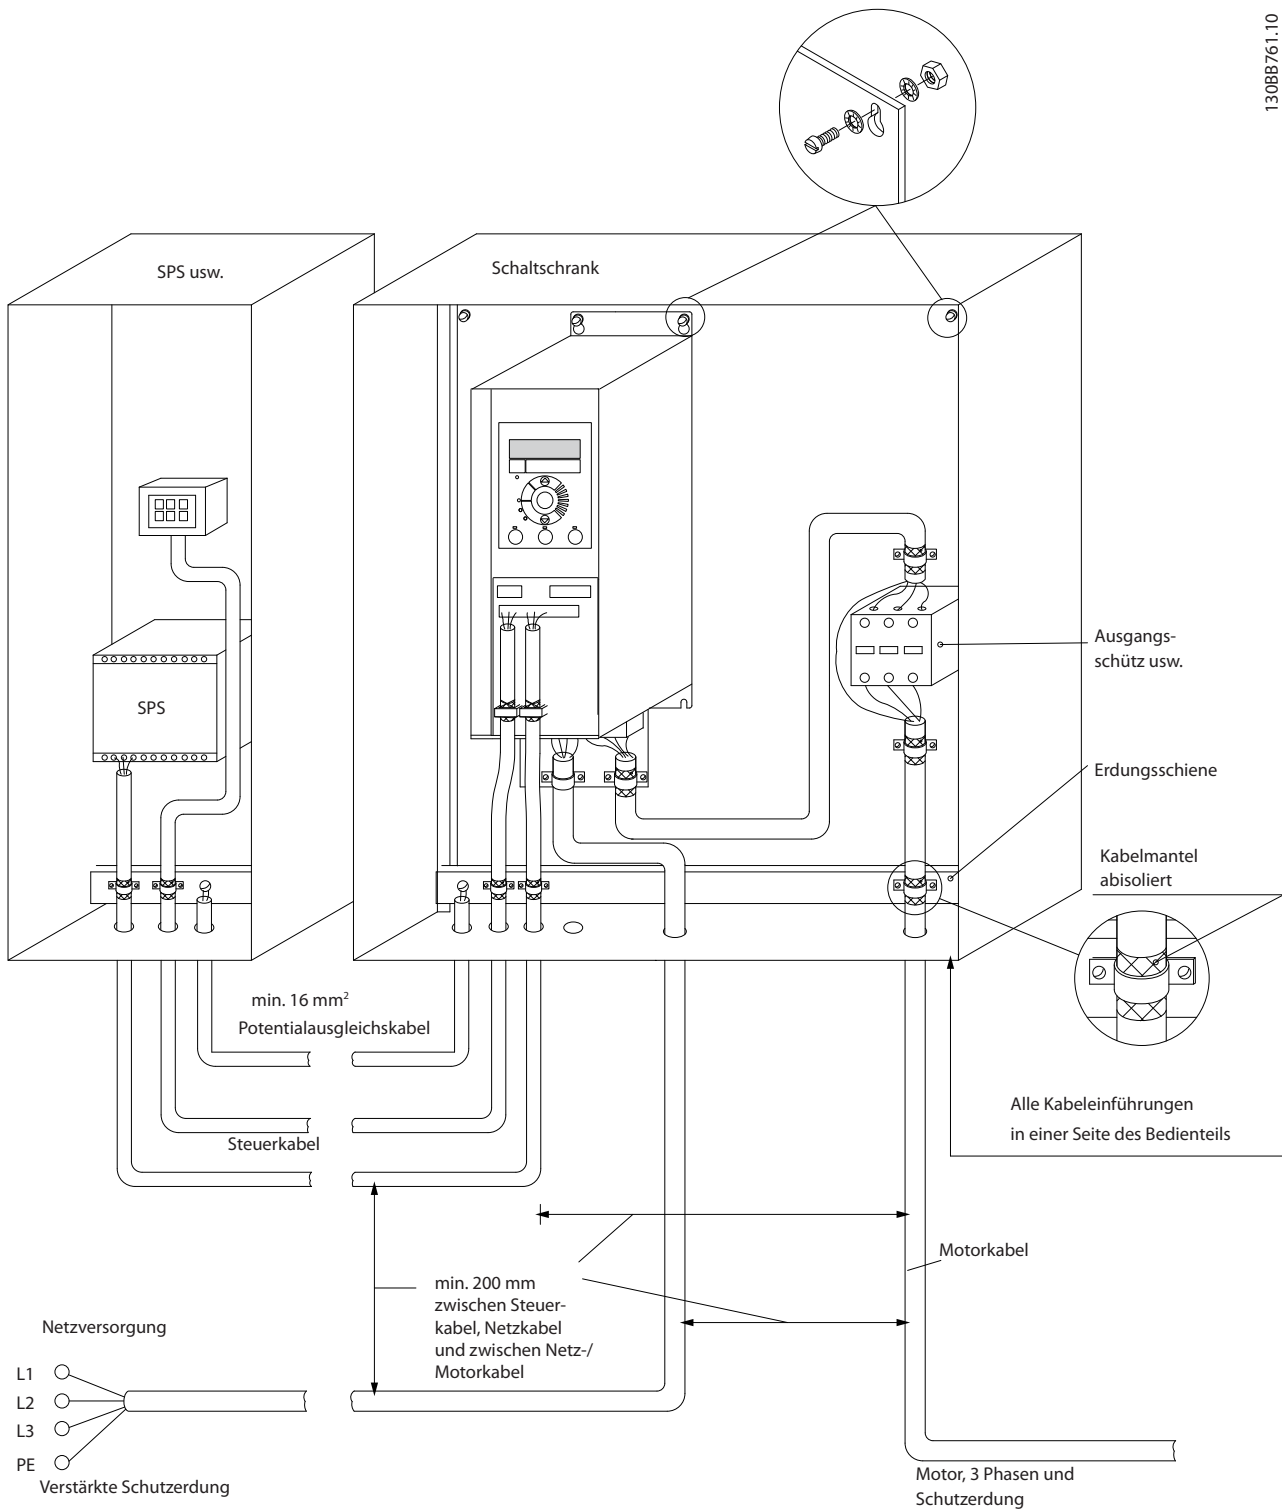 130BB761.10
SPS usw.
Schaltschrank
Ausgangs-
schütz usw.
SPS
Erdungsschiene
Kabelmantel
abisoliert
min. 16 mm²
Potentialausgleichskabel
Alle Kabeleinführungen
in einer Seite des Bedienteils
Steuerkabel
Motorkabel
min. 200 mm
zwischen Steuer-
kabel, Netzkabel
und zwischen Netz-/
Motorkabel
Netzversorgung
L1
L2
L3
PE
Verstärkte Schutzerdung
Motor, 3 Phasen und
Schutzerdung